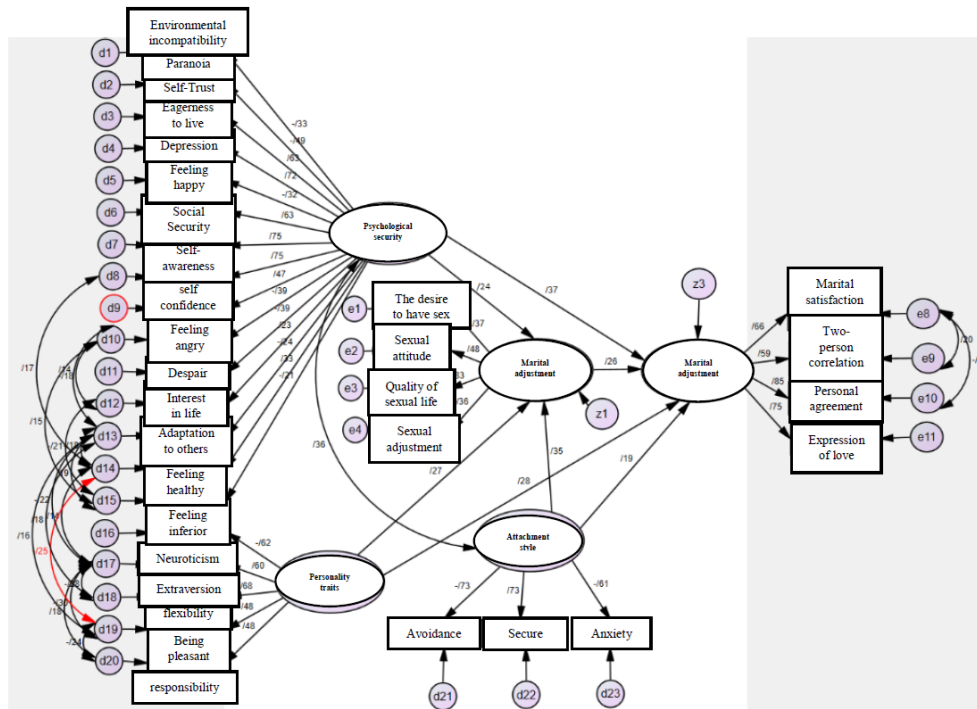 Environmental
incompatibility
Paranoia
Self-Trust
Eagerness
to live
Depression
Feeling
happy
Social
Security
Self-
awareness
self
confidence
Feeling
angry
Despair
Interest
in life
Adaptation
to others
Feeling
healthy
Feeling
inferior
Neuroticism
Extraversion
flexibility
Being
pleasant
responsibility
d1
d2
d3
d4
d5
d6
d7
d8
d9
d10
d11
d12
d13
d14
d15
d16
d17
d18
d19
d20
-/33
-/49
/63
/72
-/32
/63
/75
/75
/47
-/39
-/39
/23
-/24
/33
-/21
/17
/15
-/21
-/22
/18
/16
/25
/18
-/24
-/62
/60
/68
/48
/48
Psychological
security
Personality
traits
/36
/24
/37
e1
e2
e3
e4
The desire
to have sex
Sexual
attitude
Quality of
sexual life
Sexual
adjustment
/37
/48
/36
Marital
adjustment
z1
/26
/27
/28
/35
/19
Attachment
style
-/73
/73
-/61
Avoidance
Secure
Anxiety
d21
d22
d23
z3
Marital
adjustment
/66
/59
/85
/75
Marital
satisfaction
Two-
person
correlation
Personal
agreement
Expression
of love
e8
e9
e10
e11
/20